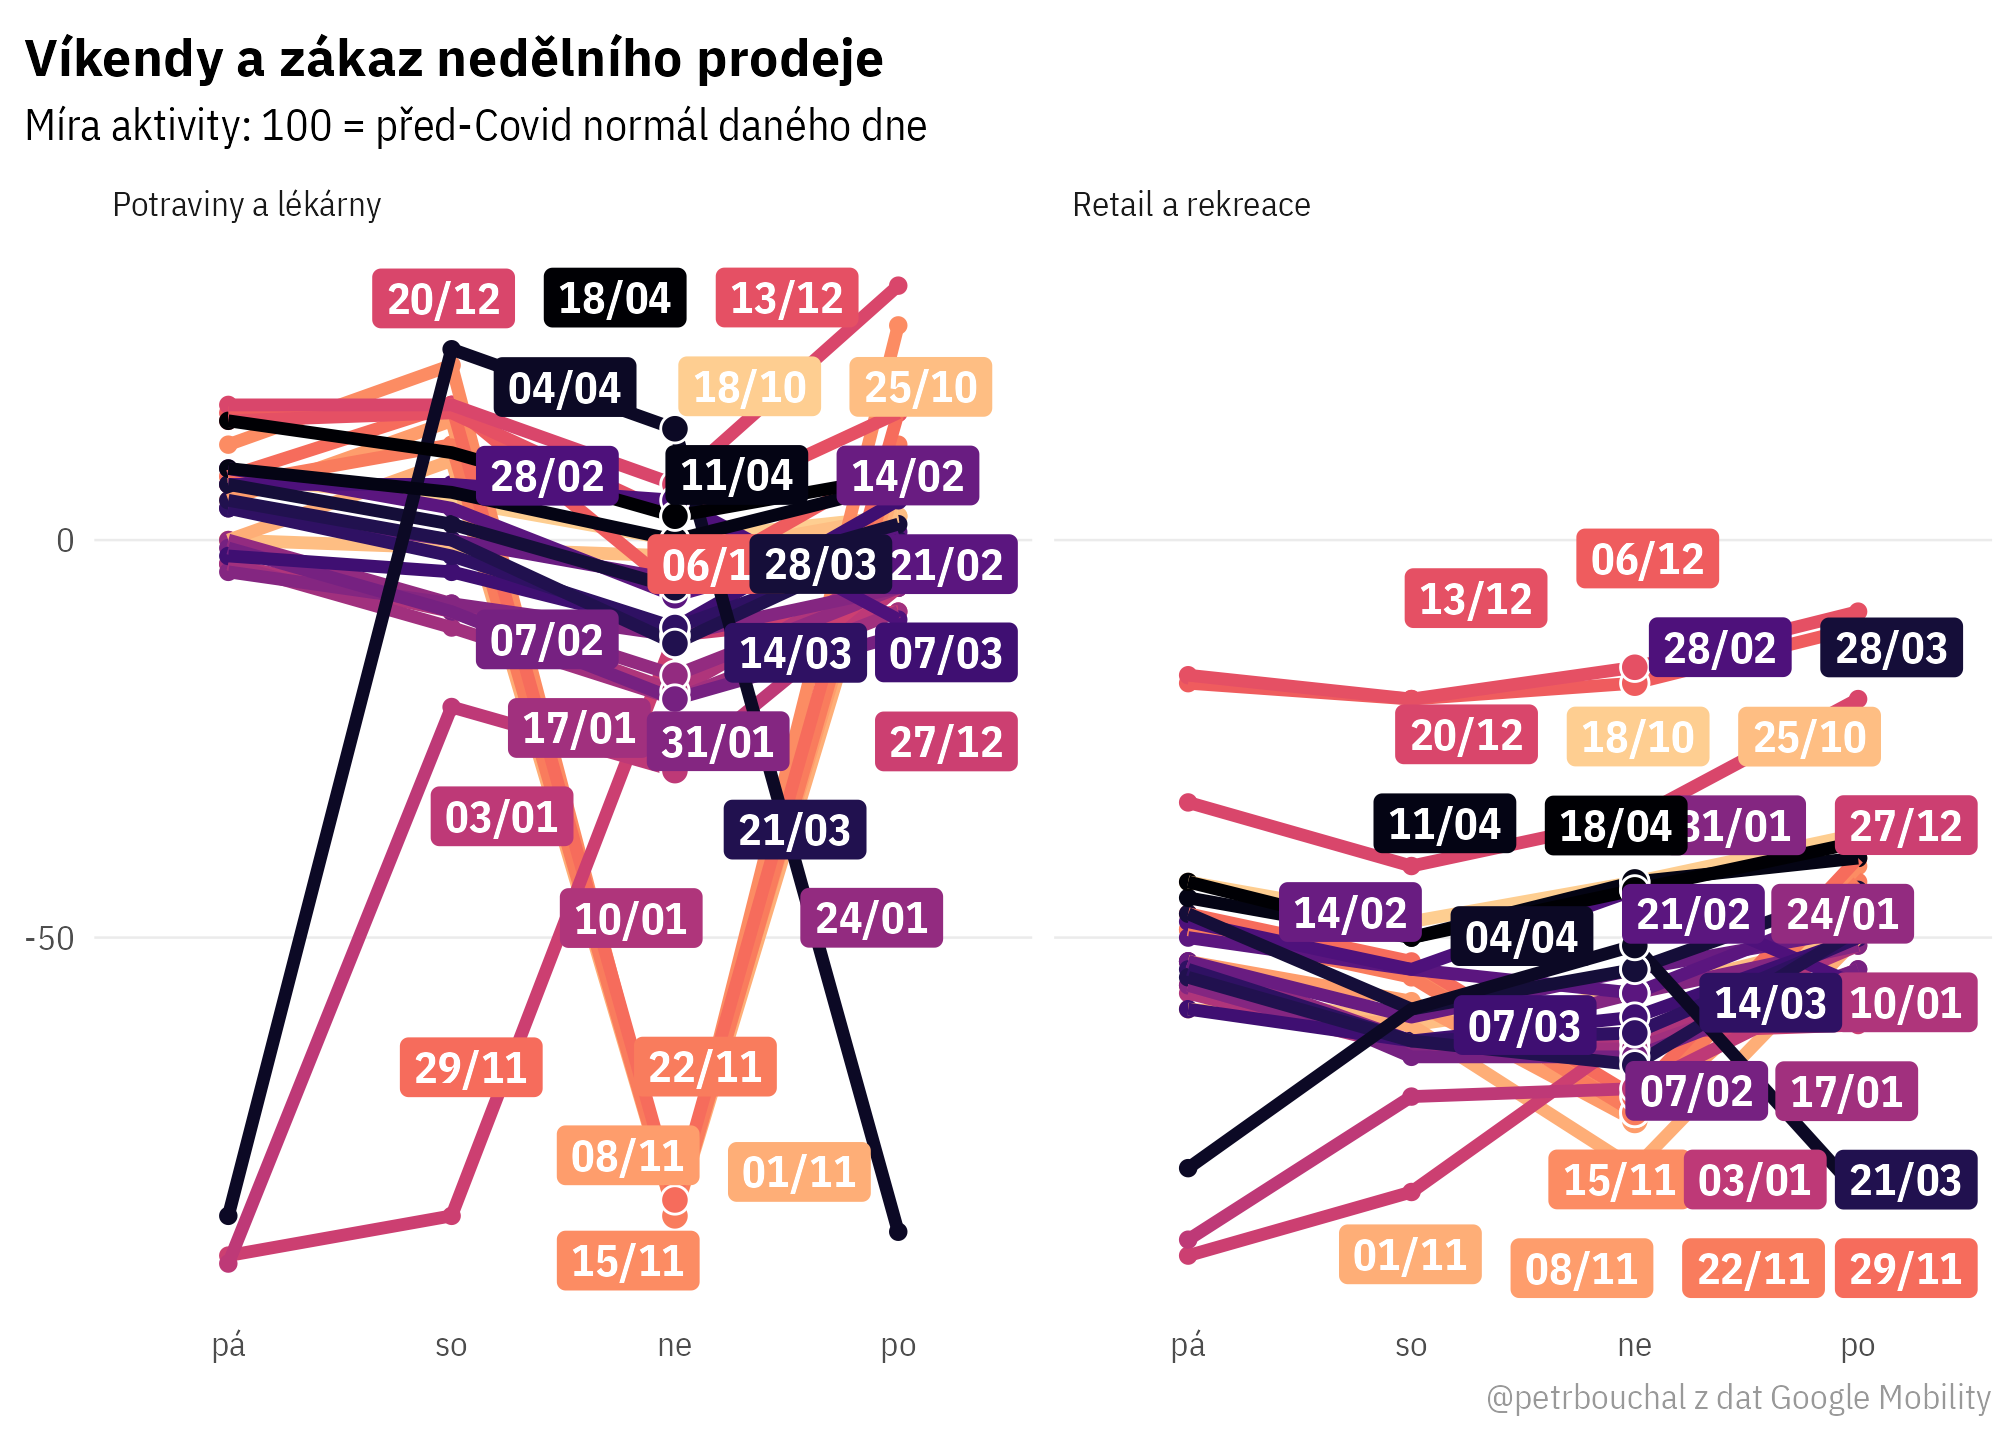 Víkendy a zákaz nedělního prodeje
Míra aktivity: 100 = před-Covid normál daného dne
Potraviny a lékárny
20/12 18/04 13/12
04/04 18/10 25/10
28/02 11/04 14/02
0
06/1 28/03 21/02
07/02 14/03 07/03
17/01 31/01 27/12
03/01 21/03
10/01 24/01
-50
29/11 22/11
08/11 01/11
15/11
pá so ne po
Retail a rekreace
06/12
13/12
28/02 28/03
20/12 18/10 25/10
11/04 18/04 31/01 27/12
14/02 21/02 24/01
04/04
07/03 14/03 10/01
07/02 17/01
15/11 03/01 21/03
01/11 08/11 22/11 29/11
pá so ne po
@petrbouchal z dat Google Mobility